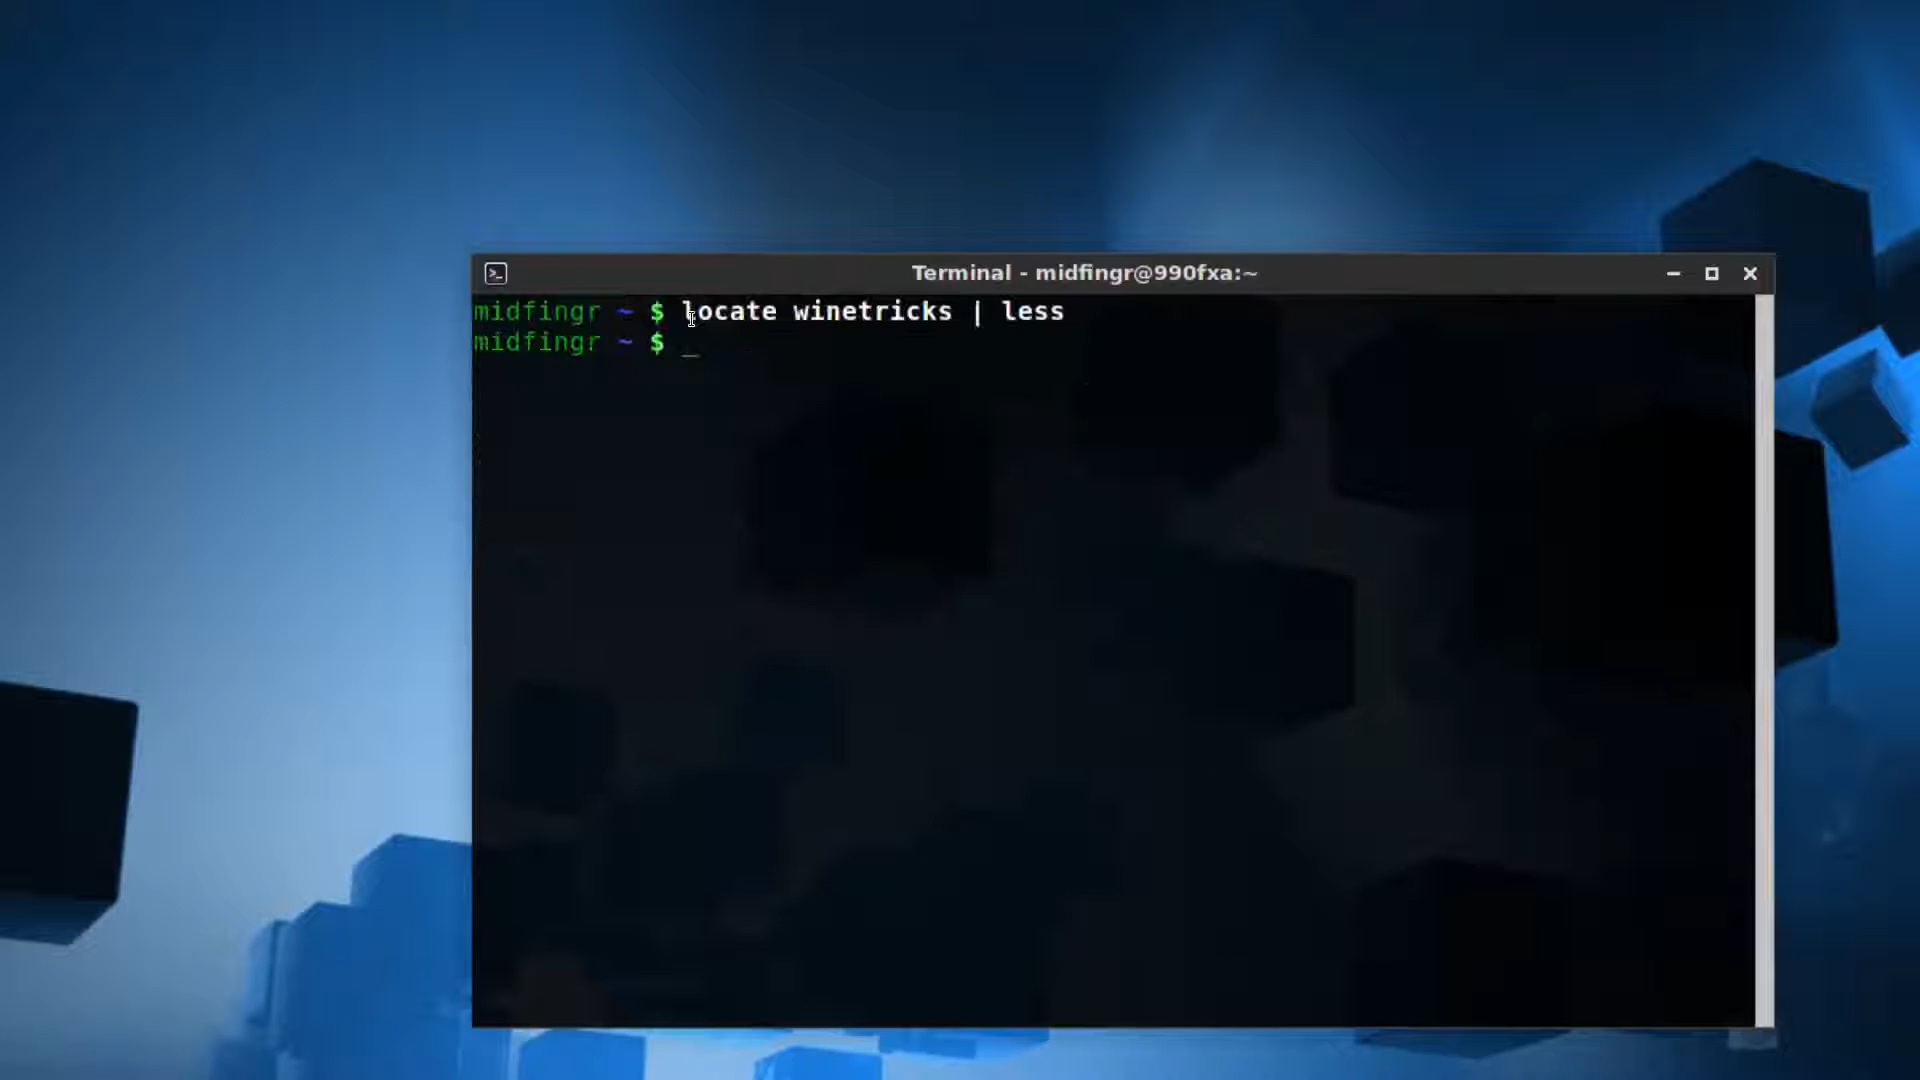 Terminal - midfingr@990fxa:~
midfingr ~ $ locate winetricks | less
midfingr ~ $ _